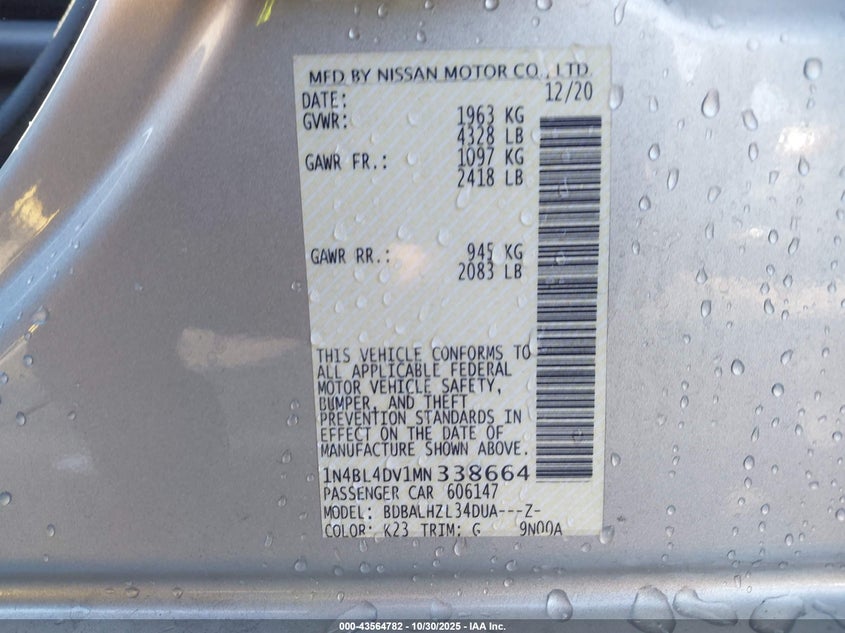 MFD BY NISSAN MOTOR CO., LTD.
DATE: 12/20
GVWR: 1963 KG
4328 LB
GAWR FR.: 1097 KG
2418 LB
GAWR RR.: 945 KG
2083 LB
THIS VEHICLE CONFORMS TO
ALL APPLICABLE FEDERAL
MOTOR VEHICLE SAFETY,
BUMPER, AND THEFT
PREVENTION STANDARDS IN
EFFECT ON THE DATE OF
MANUFACTURE SHOWN ABOVE.
1N4BL4DV1MN338664
PASSENGER CAR 606147
MODEL: BDBALHZL34DUA---Z-
COLOR: K23 TRIM: G 9N00A
000-43564782 - 10/30/2025 - IAA Inc.